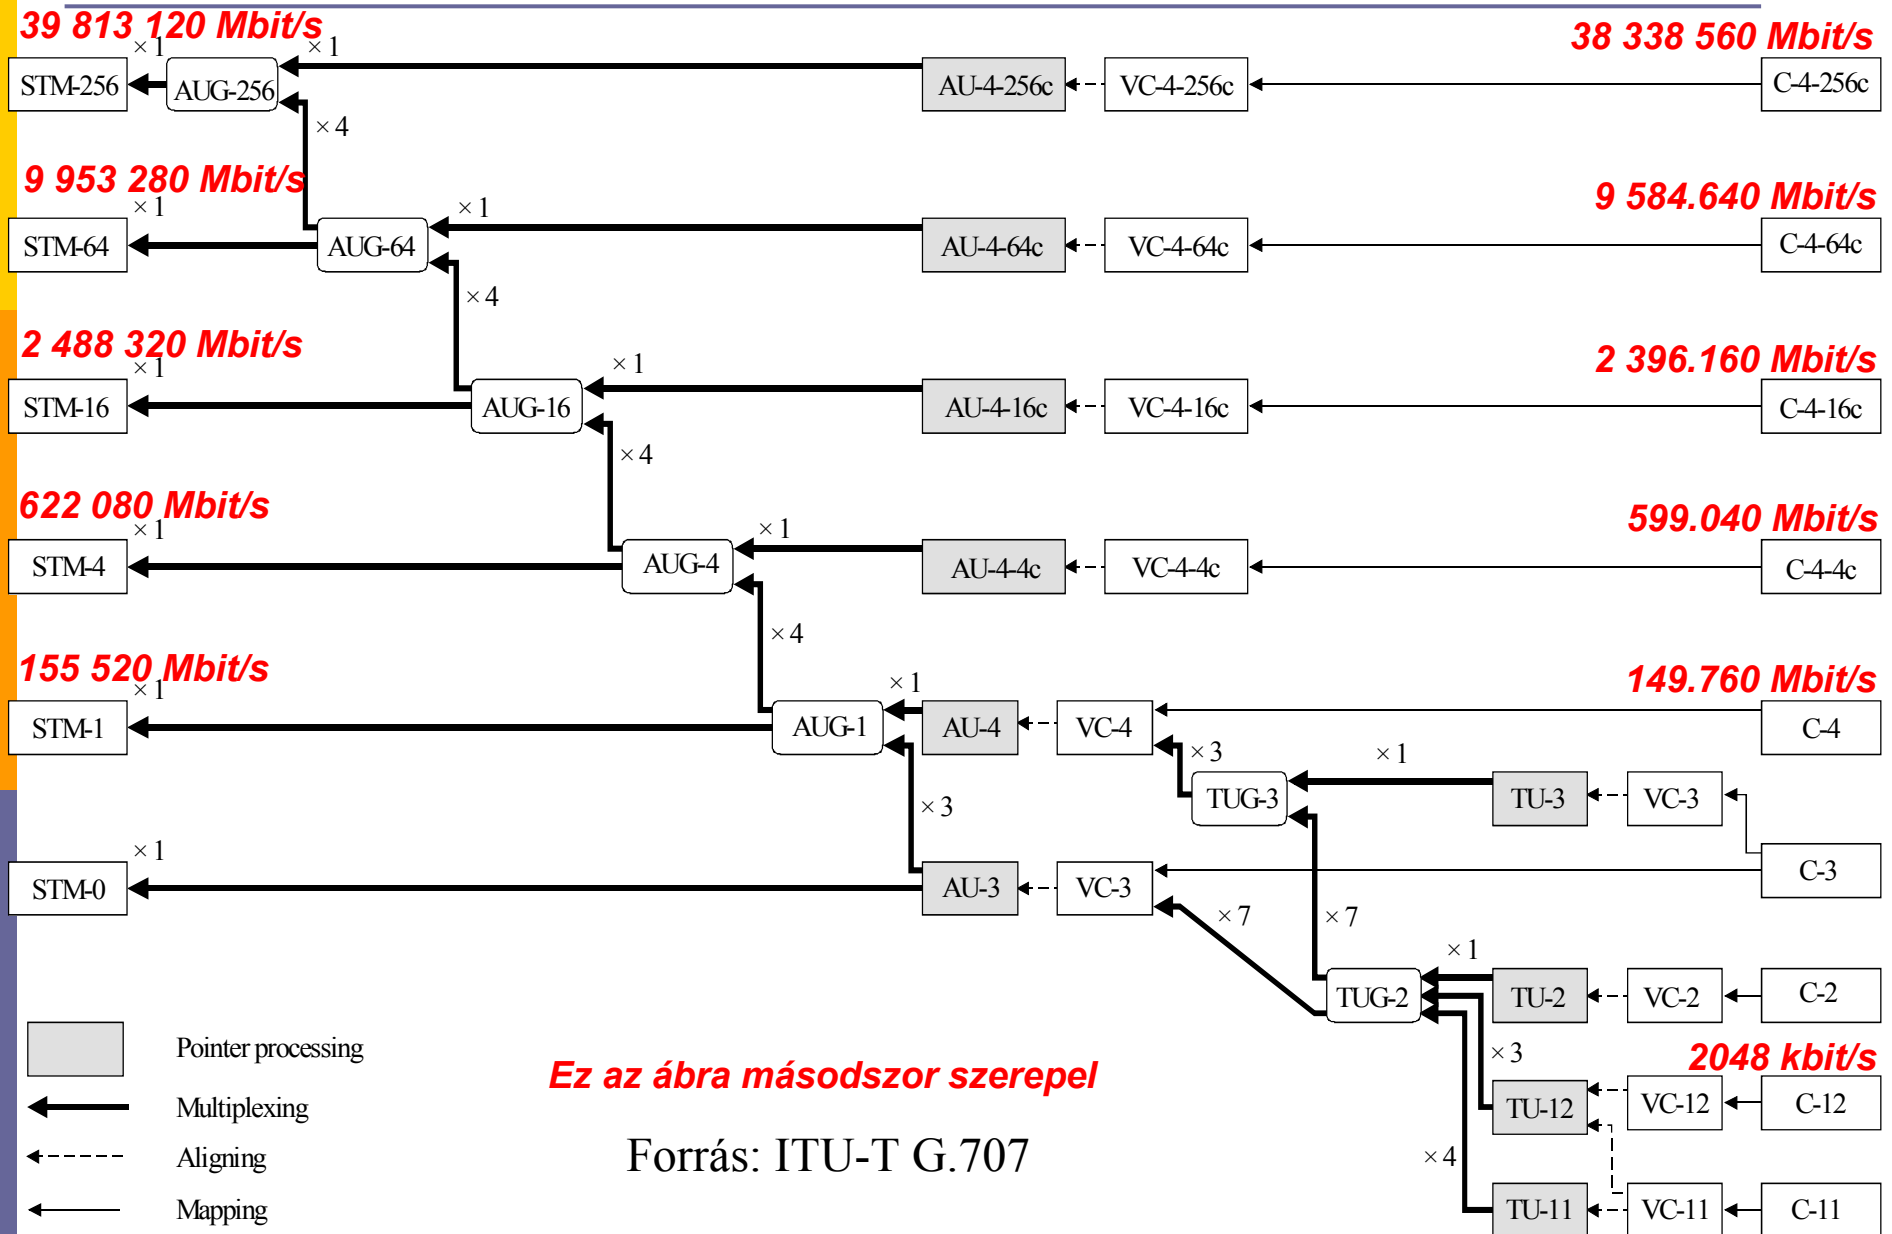 39 813 120 Mbit/s
38 338 560 Mbit/s
× 1
× 1
STM-256
AUG-256
AU-4-256c
VC-4-256c
C-4-256c
× 4
9 953 280 Mbit/s
9 584.640 Mbit/s
× 1
× 1
STM-64
AUG-64
AU-4-64c
VC-4-64c
C-4-64c
× 4
2 488 320 Mbit/s
2 396.160 Mbit/s
× 1
× 1
STM-16
AUG-16
AU-4-16c
VC-4-16c
C-4-16c
× 4
622 080 Mbit/s
599.040 Mbit/s
× 1
× 1
STM-4
AUG-4
AU-4-4c
VC-4-4c
C-4-4c
× 4
155 520 Mbit/s
149.760 Mbit/s
× 1
× 1
STM-1
AUG-1
AU-4
VC-4
C-4
× 3
× 1
TUG-3
TU-3
VC-3
× 3
× 1
STM-0
AU-3
VC-3
C-3
× 7
× 7
× 1
TUG-2
TU-2
VC-2
C-2
Pointer processing
× 3
2048 kbit/s
Ez az ábra másodszor szerepel
Multiplexing
TU-12
VC-12
C-12
Aligning
Forrás: ITU-T G.707
× 4
Mapping
TU-11
VC-11
C-11